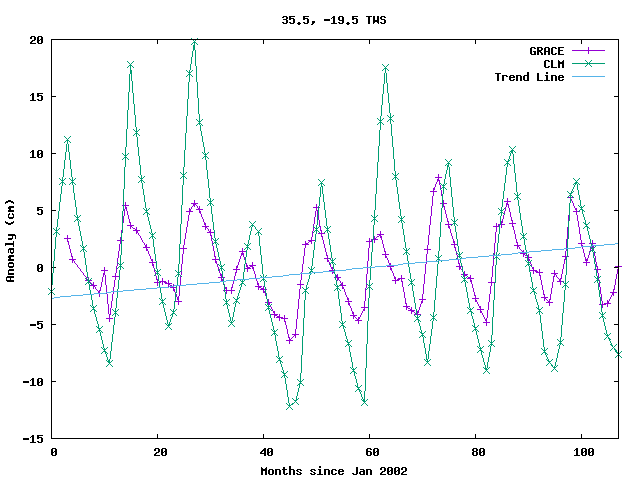 35.5, -19.5 TWS
GRACE
CLM
Trend Line
20
15
10
5
0
-5
-10
-15
Anomaly (cm)
0 20 40 60 80 100
Months since Jan 2002